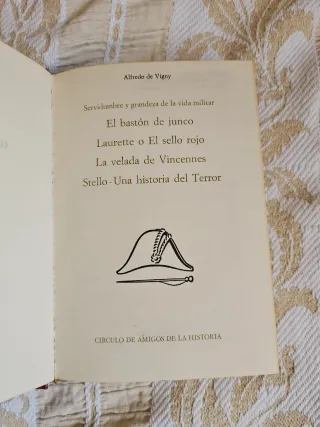 Alfredo de Vigny
Servidumbre y grandeza de la vida militar
El bastón de junco
Laurette o El sello rojo
La velada de Vincennes
Stello - Una historia del Terror
CIRCULO DE AMIGOS DE LA HISTORIA